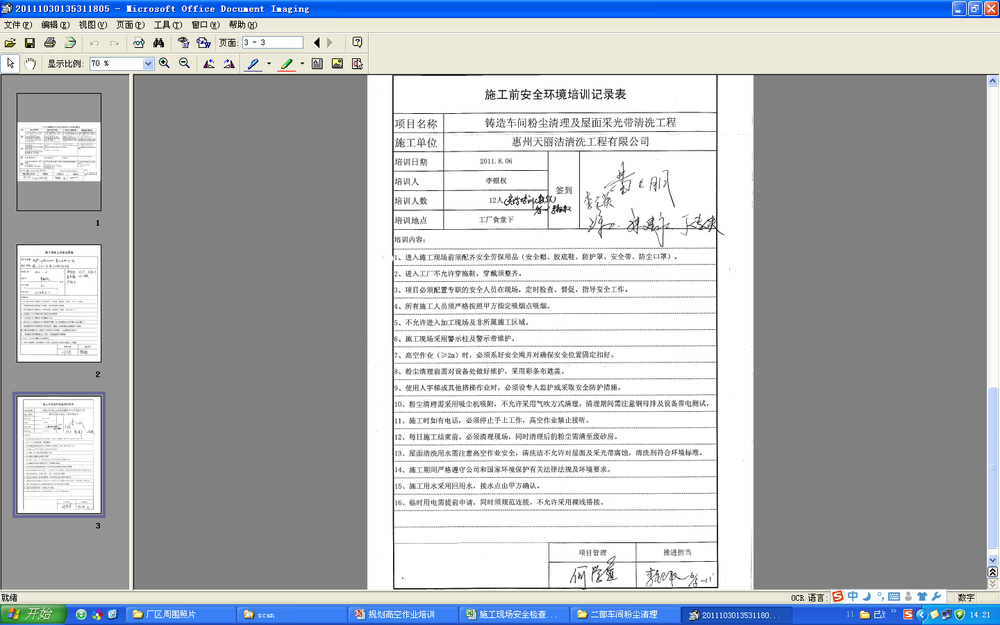 20111030135311805 - Microsoft Office Document Imaging
文件(F) 编辑(E) 视图(V) 页面(P) 工具(T) 窗口(W) 帮助(H)
页面: 3 - 3
显示比例: 70 %
1
2
3
施工前安全环境培训记录表
项目名称 铸造车间粉尘清理及屋面采光带清洗工程
施工单位 惠州天丽洁清洗工程有限公司
培训日期 2011.8.06
培训人 李银权
签到
培训人数 12人
培训地点 工厂食堂下
培训内容:
1、进入施工现场前须配齐安全劳保用品（安全帽、胶底鞋、防护罩、安全带、防尘口罩）。
2、进入工厂不允许穿拖鞋，穿戴须整齐。
3、项目必须配置专职的安全人员在现场，定时检查、督促、指导安全工作。
4、所有施工人员须严格按照甲方指定吸烟点吸烟。
5、不允许进入加工现场及非所属施工区域。
6、施工现场采用警示柱及警示带维护。
7、高空作业（≥2m）时，必须系好安全绳并对确保安全位置固定扣好。
8、粉尘清理前需对设备处做好维护，采用彩条布遮盖。
9、使用人字梯或其他搭梯作业时，必须设专人监护或采取安全防护措施。
10、粉尘清理需采用吸尘机吸附，不允许采用气吹方式清理，清理期间需注意铜母排及设备带电测试。
11、施工时如有电话，必须停止手上工作，高空作业禁止接听。
12、每日施工结束前，必须清理现场，同时清理后的粉尘需清至废砂房。
13、屋面清洗用水需注意高空作业安全，清洗洁不允许对屋面及采光带腐蚀，清洗剂符合环境标准。
14、施工期间严格遵守公司和国家环境保护有关法律法规及环境要求。
15、施工用水采用回用水，接水点由甲方确认。
16、临时用电需提前申请，同时须规范连接，不允许采用裸线搭接。
项目管理 推进担当
就绪 OCR 语言: 中 数字
开始 厂区周围照片 scan 规划高空作业培训 施工现场安全检查... 二部车间粉尘清理 2011103013531180... 11 14:21